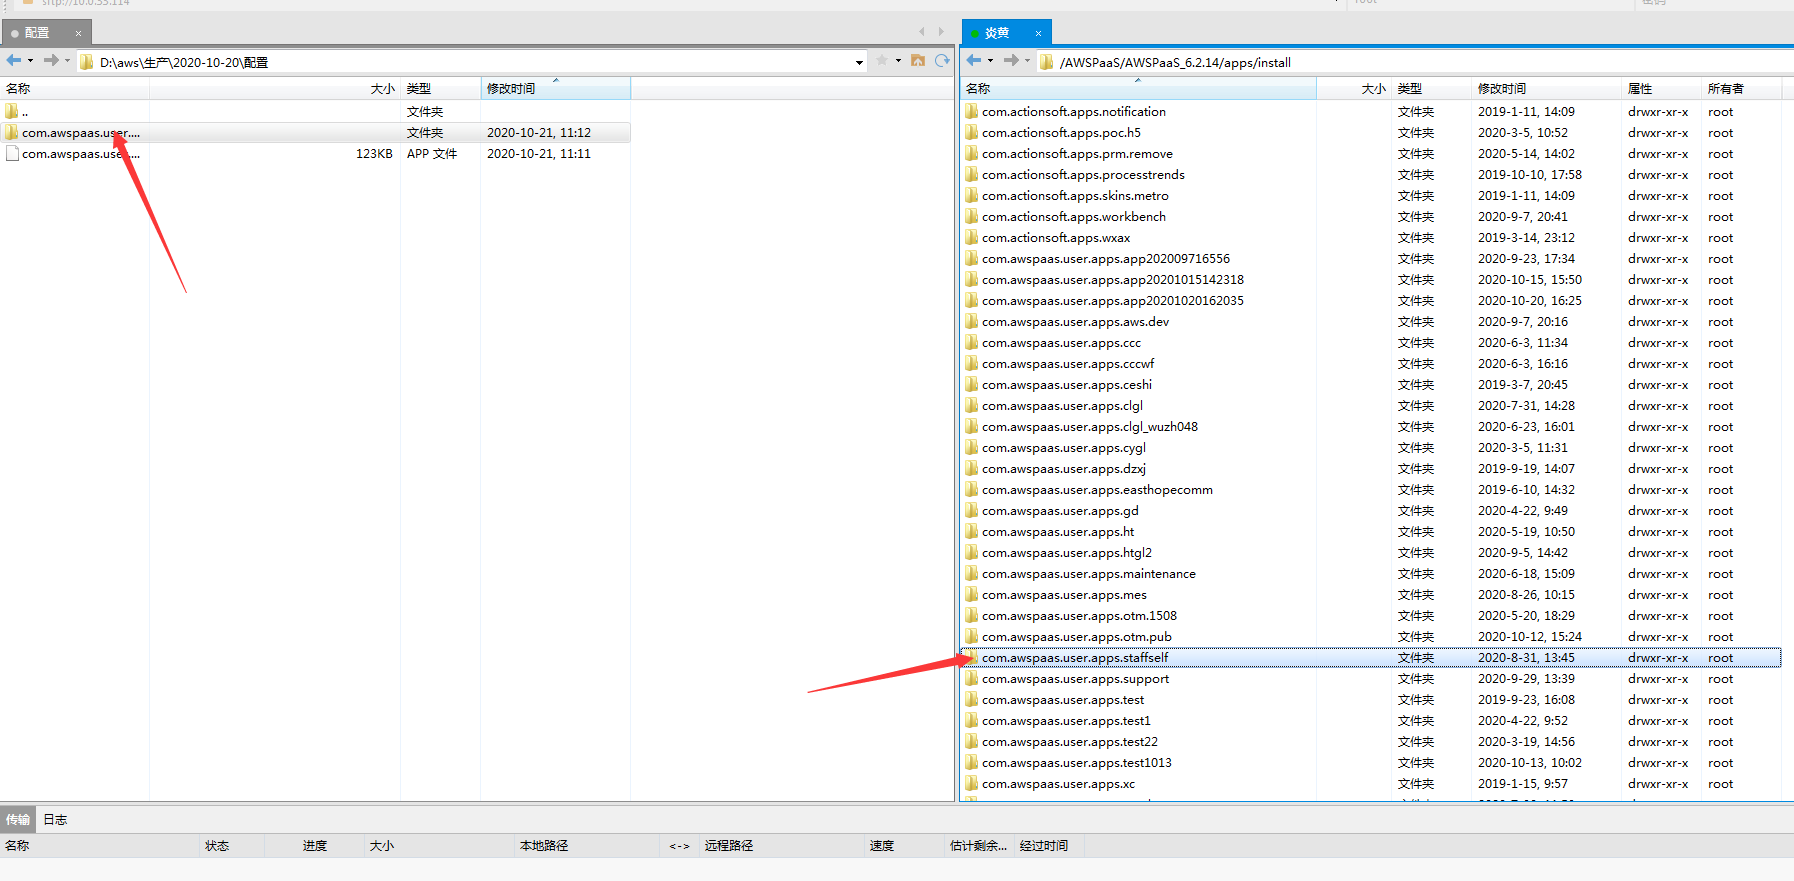 sftp://10.0.33.114 root 密码
配置 ×
D:\aws\生产\2020-10-20\配置
名称 大小 类型 修改时间
.. 文件夹
com.awspaas.user.... 文件夹 2020-10-21, 11:12
com.awspaas.use.... 123KB APP 文件 2020-10-21, 11:11
炎黄 ×
/AWSPaaS/AWSPaaS_6.2.14/apps/install
名称 大小 类型 修改时间 属性 所有者
com.actionsoft.apps.notification 文件夹 2019-1-11, 14:09 drwxr-xr-x root
com.actionsoft.apps.poc.h5 文件夹 2020-3-5, 10:52 drwxr-xr-x root
com.actionsoft.apps.prm.remove 文件夹 2020-5-14, 14:02 drwxr-xr-x root
com.actionsoft.apps.processtrends 文件夹 2019-10-10, 17:58 drwxr-xr-x root
com.actionsoft.apps.skins.metro 文件夹 2019-1-11, 14:09 drwxr-xr-x root
com.actionsoft.apps.workbench 文件夹 2020-9-7, 20:41 drwxr-xr-x root
com.actionsoft.apps.wxax 文件夹 2019-3-14, 23:12 drwxr-xr-x root
com.awspaas.user.apps.app202009716556 文件夹 2020-9-23, 17:34 drwxr-xr-x root
com.awspaas.user.apps.app20201015142318 文件夹 2020-10-15, 15:50 drwxr-xr-x root
com.awspaas.user.apps.app20201020162035 文件夹 2020-10-20, 16:25 drwxr-xr-x root
com.awspaas.user.apps.aws.dev 文件夹 2020-9-7, 20:16 drwxr-xr-x root
com.awspaas.user.apps.ccc 文件夹 2020-6-3, 11:34 drwxr-xr-x root
com.awspaas.user.apps.cccwf 文件夹 2020-6-3, 16:16 drwxr-xr-x root
com.awspaas.user.apps.ceshi 文件夹 2019-3-7, 20:45 drwxr-xr-x root
com.awspaas.user.apps.clgl 文件夹 2020-7-31, 14:28 drwxr-xr-x root
com.awspaas.user.apps.clgl_wuzh048 文件夹 2020-6-23, 16:01 drwxr-xr-x root
com.awspaas.user.apps.cygl 文件夹 2020-3-5, 11:31 drwxr-xr-x root
com.awspaas.user.apps.dzxj 文件夹 2019-9-19, 14:07 drwxr-xr-x root
com.awspaas.user.apps.easthopecomm 文件夹 2019-6-10, 14:32 drwxr-xr-x root
com.awspaas.user.apps.gd 文件夹 2020-4-22, 9:49 drwxr-xr-x root
com.awspaas.user.apps.ht 文件夹 2020-5-19, 10:50 drwxr-xr-x root
com.awspaas.user.apps.htgl2 文件夹 2020-9-5, 14:42 drwxr-xr-x root
com.awspaas.user.apps.maintenance 文件夹 2020-6-18, 15:09 drwxr-xr-x root
com.awspaas.user.apps.mes 文件夹 2020-8-26, 10:15 drwxr-xr-x root
com.awspaas.user.apps.otm.1508 文件夹 2020-5-20, 18:29 drwxr-xr-x root
com.awspaas.user.apps.otm.pub 文件夹 2020-10-12, 15:24 drwxr-xr-x root
com.awspaas.user.apps.staffself 文件夹 2020-8-31, 13:45 drwxr-xr-x root
com.awspaas.user.apps.support 文件夹 2020-9-29, 13:39 drwxr-xr-x root
com.awspaas.user.apps.test 文件夹 2019-9-23, 16:08 drwxr-xr-x root
com.awspaas.user.apps.test1 文件夹 2020-4-22, 9:52 drwxr-xr-x root
com.awspaas.user.apps.test22 文件夹 2020-3-19, 14:56 drwxr-xr-x root
com.awspaas.user.apps.test1013 文件夹 2020-10-13, 10:02 drwxr-xr-x root
com.awspaas.user.apps.xc 文件夹 2019-1-15, 9:57 drwxr-xr-x root
传输 日志
名称 状态 进度 大小 本地路径 <-> 远程路径 速度 估计剩余... 经过时间